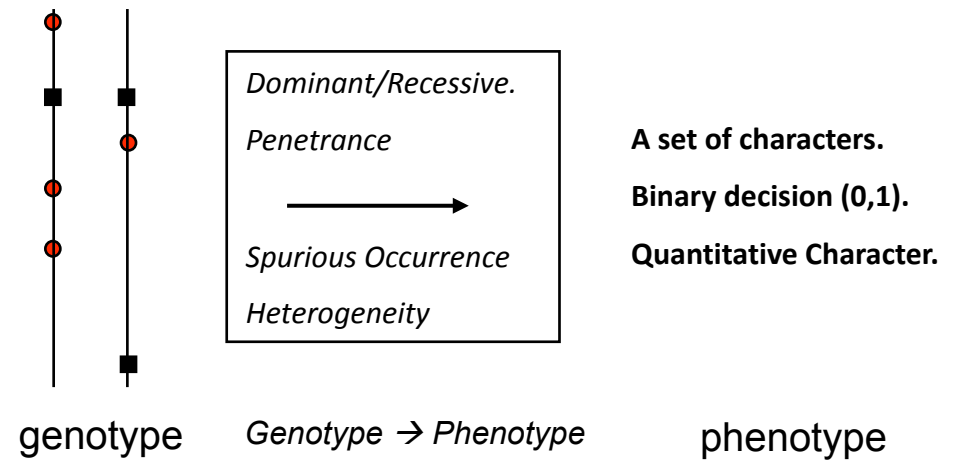 Dominant/Recessive.
Penetrance
Spurious Occurrence
Heterogeneity
A set of characters.
Binary decision (0,1).
Quantitative Character.
genotype
Genotype → Phenotype
phenotype